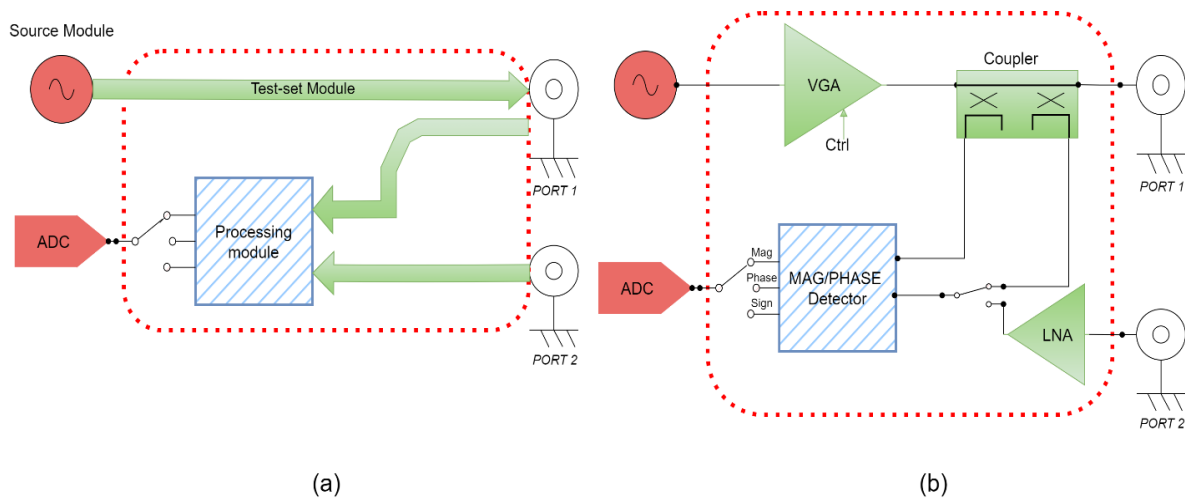 Source Module
Test-set Module
PORT 1
ADC
Processing
module
PORT 2
(a)
VGA
Ctrl
Coupler
PORT 1
ADC
Mag
Phase
Sign
MAG/PHASE
Detector
LNA
PORT 2
(b)